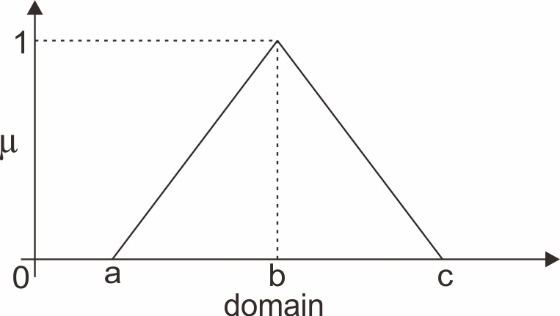 1
μ
0 a b c
domain